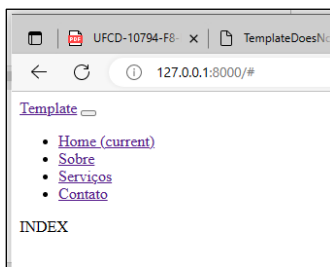 UFCD-10794-F8-
TemplateDoesNo
127.0.0.1:8000/#
Template
Home (current)
Sobre
Serviços
Contato
INDEX